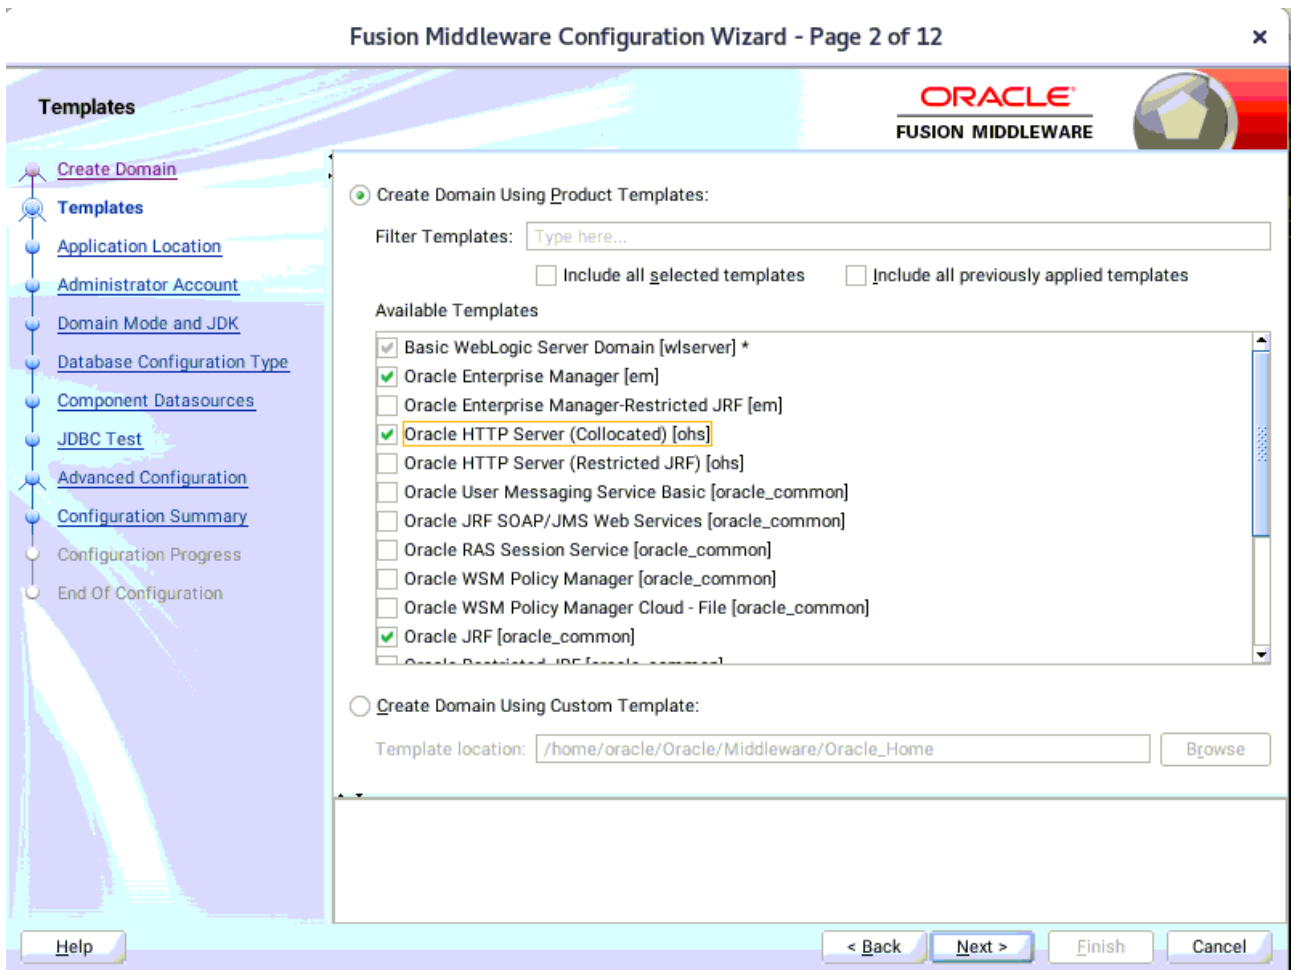 Fusion Middleware Configuration Wizard - Page 2 of 12
Templates
ORACLE
FUSION MIDDLEWARE
Create Domain
Templates
Application Location
Administrator Account
Domain Mode and JDK
Database Configuration Type
Component Datasources
JDBC Test
Advanced Configuration
Configuration Summary
Configuration Progress
End Of Configuration
Create Domain Using Product Templates:
Filter Templates: Type here...
Include all selected templates Include all previously applied templates
Available Templates
Basic WebLogic Server Domain [wlserver] *
Oracle Enterprise Manager [em]
Oracle Enterprise Manager-Restricted JRF [em]
Oracle HTTP Server (Collocated) [ohs]
Oracle HTTP Server (Restricted JRF) [ohs]
Oracle User Messaging Service Basic [oracle_common]
Oracle JRF SOAP/JMS Web Services [oracle_common]
Oracle RAS Session Service [oracle_common]
Oracle WSM Policy Manager [oracle_common]
Oracle WSM Policy Manager Cloud - File [oracle_common]
Oracle JRF [oracle_common]
Oracle Restricted JRF [oracle_common]
Create Domain Using Custom Template:
Template location: /home/oracle/Oracle/Middleware/Oracle_Home Browse
Help < Back Next > Finish Cancel